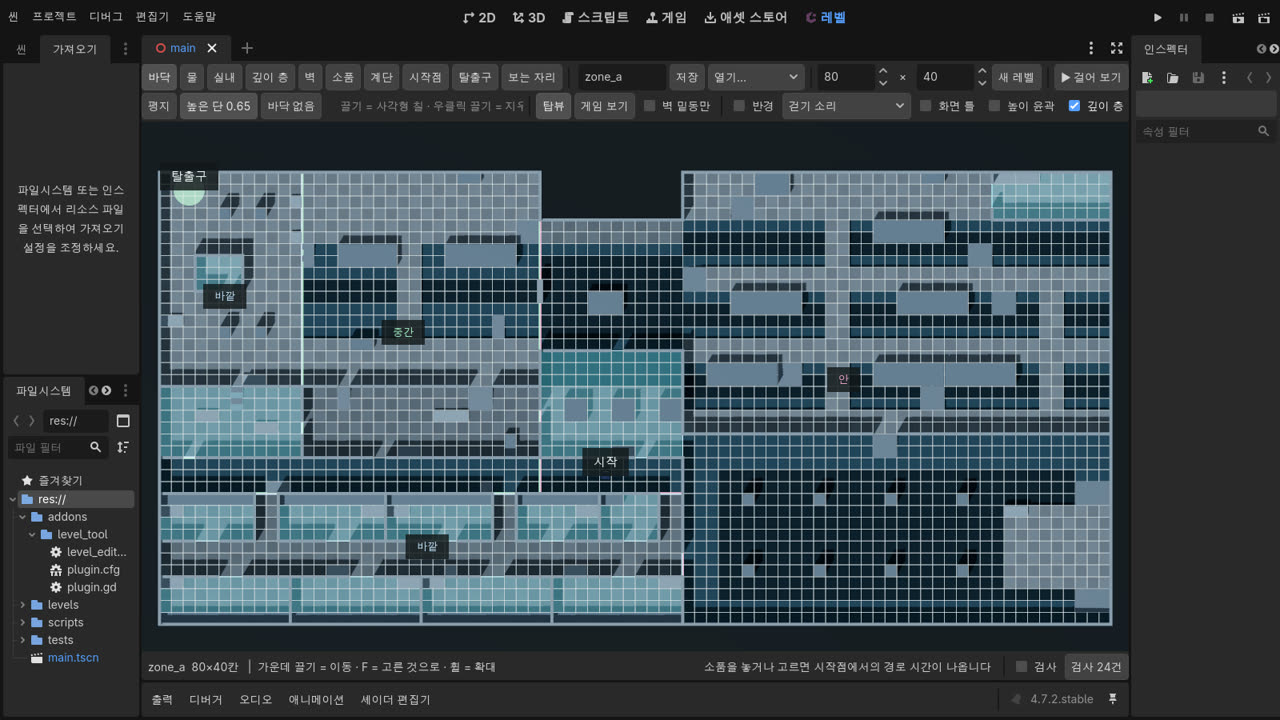 씬 프로젝트 디버그 편집기 도움말 2D 3D 스크립트 게임 애셋 스토어 레벨
씬 가져오기 main 인스펙터
바닥 물 실내 깊이 층 벽 소품 계단 시작점 탈출구 보는 자리 zone_a 저장 열기... 80 × 40 새 레벨 걸어 보기
평지 높은 단 0.65 바닥 없음 끌기 = 사각형 칠 · 우클릭 끌기 = 지우 탑뷰 게임 보기 벽 밑동만 반경 걷기 소리 화면 틀 높이 윤곽 깊이 층
속성 필터
파일시스템 또는 인스
펙터에서 리소스 파일
을 선택하여 가져오기
설정을 조정하세요.
탈출구
바깥
중간
안
시작
바깥
파일시스템
res://
파일 필터
즐겨찾기
res://
addons
level_tool
level_edit...
plugin.cfg
plugin.gd
levels
scripts
tests
main.tscn
zone_a 80×40칸 가운데 끌기 = 이동 · F = 고른 것으로 · 휠 = 확대 소품을 놓거나 고르면 시작점에서의 경로 시간이 나옵니다 검사 검사 24건
출력 디버거 오디오 애니메이션 셰이더 편집기 4.7.2.stable